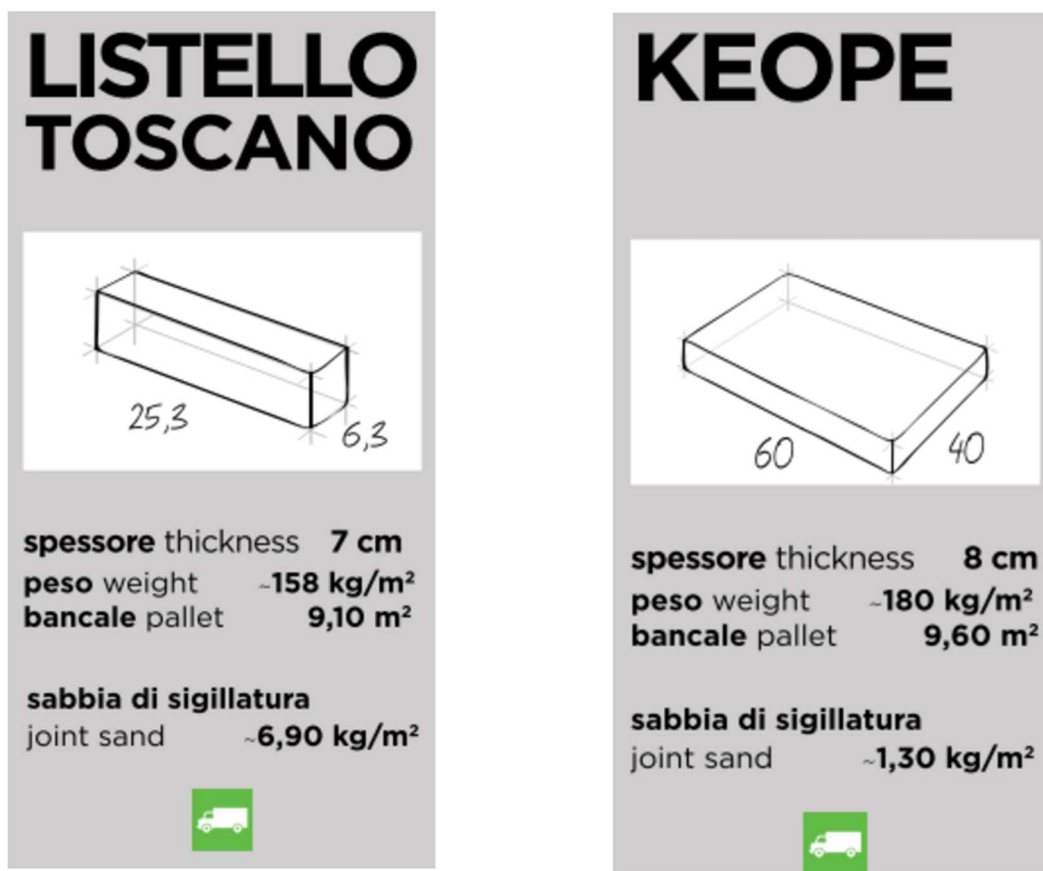 LISTELLO
TOSCANO
25,3
6,3
spessore thickness 7 cm
peso weight ~158 kg/m²
bancale pallet 9,10 m²
sabbia di sigillatura
joint sand ~6,90 kg/m²
KEOPE
60
40
spessore thickness 8 cm
peso weight ~180 kg/m²
bancale pallet 9,60 m²
sabbia di sigillatura
joint sand ~1,30 kg/m²